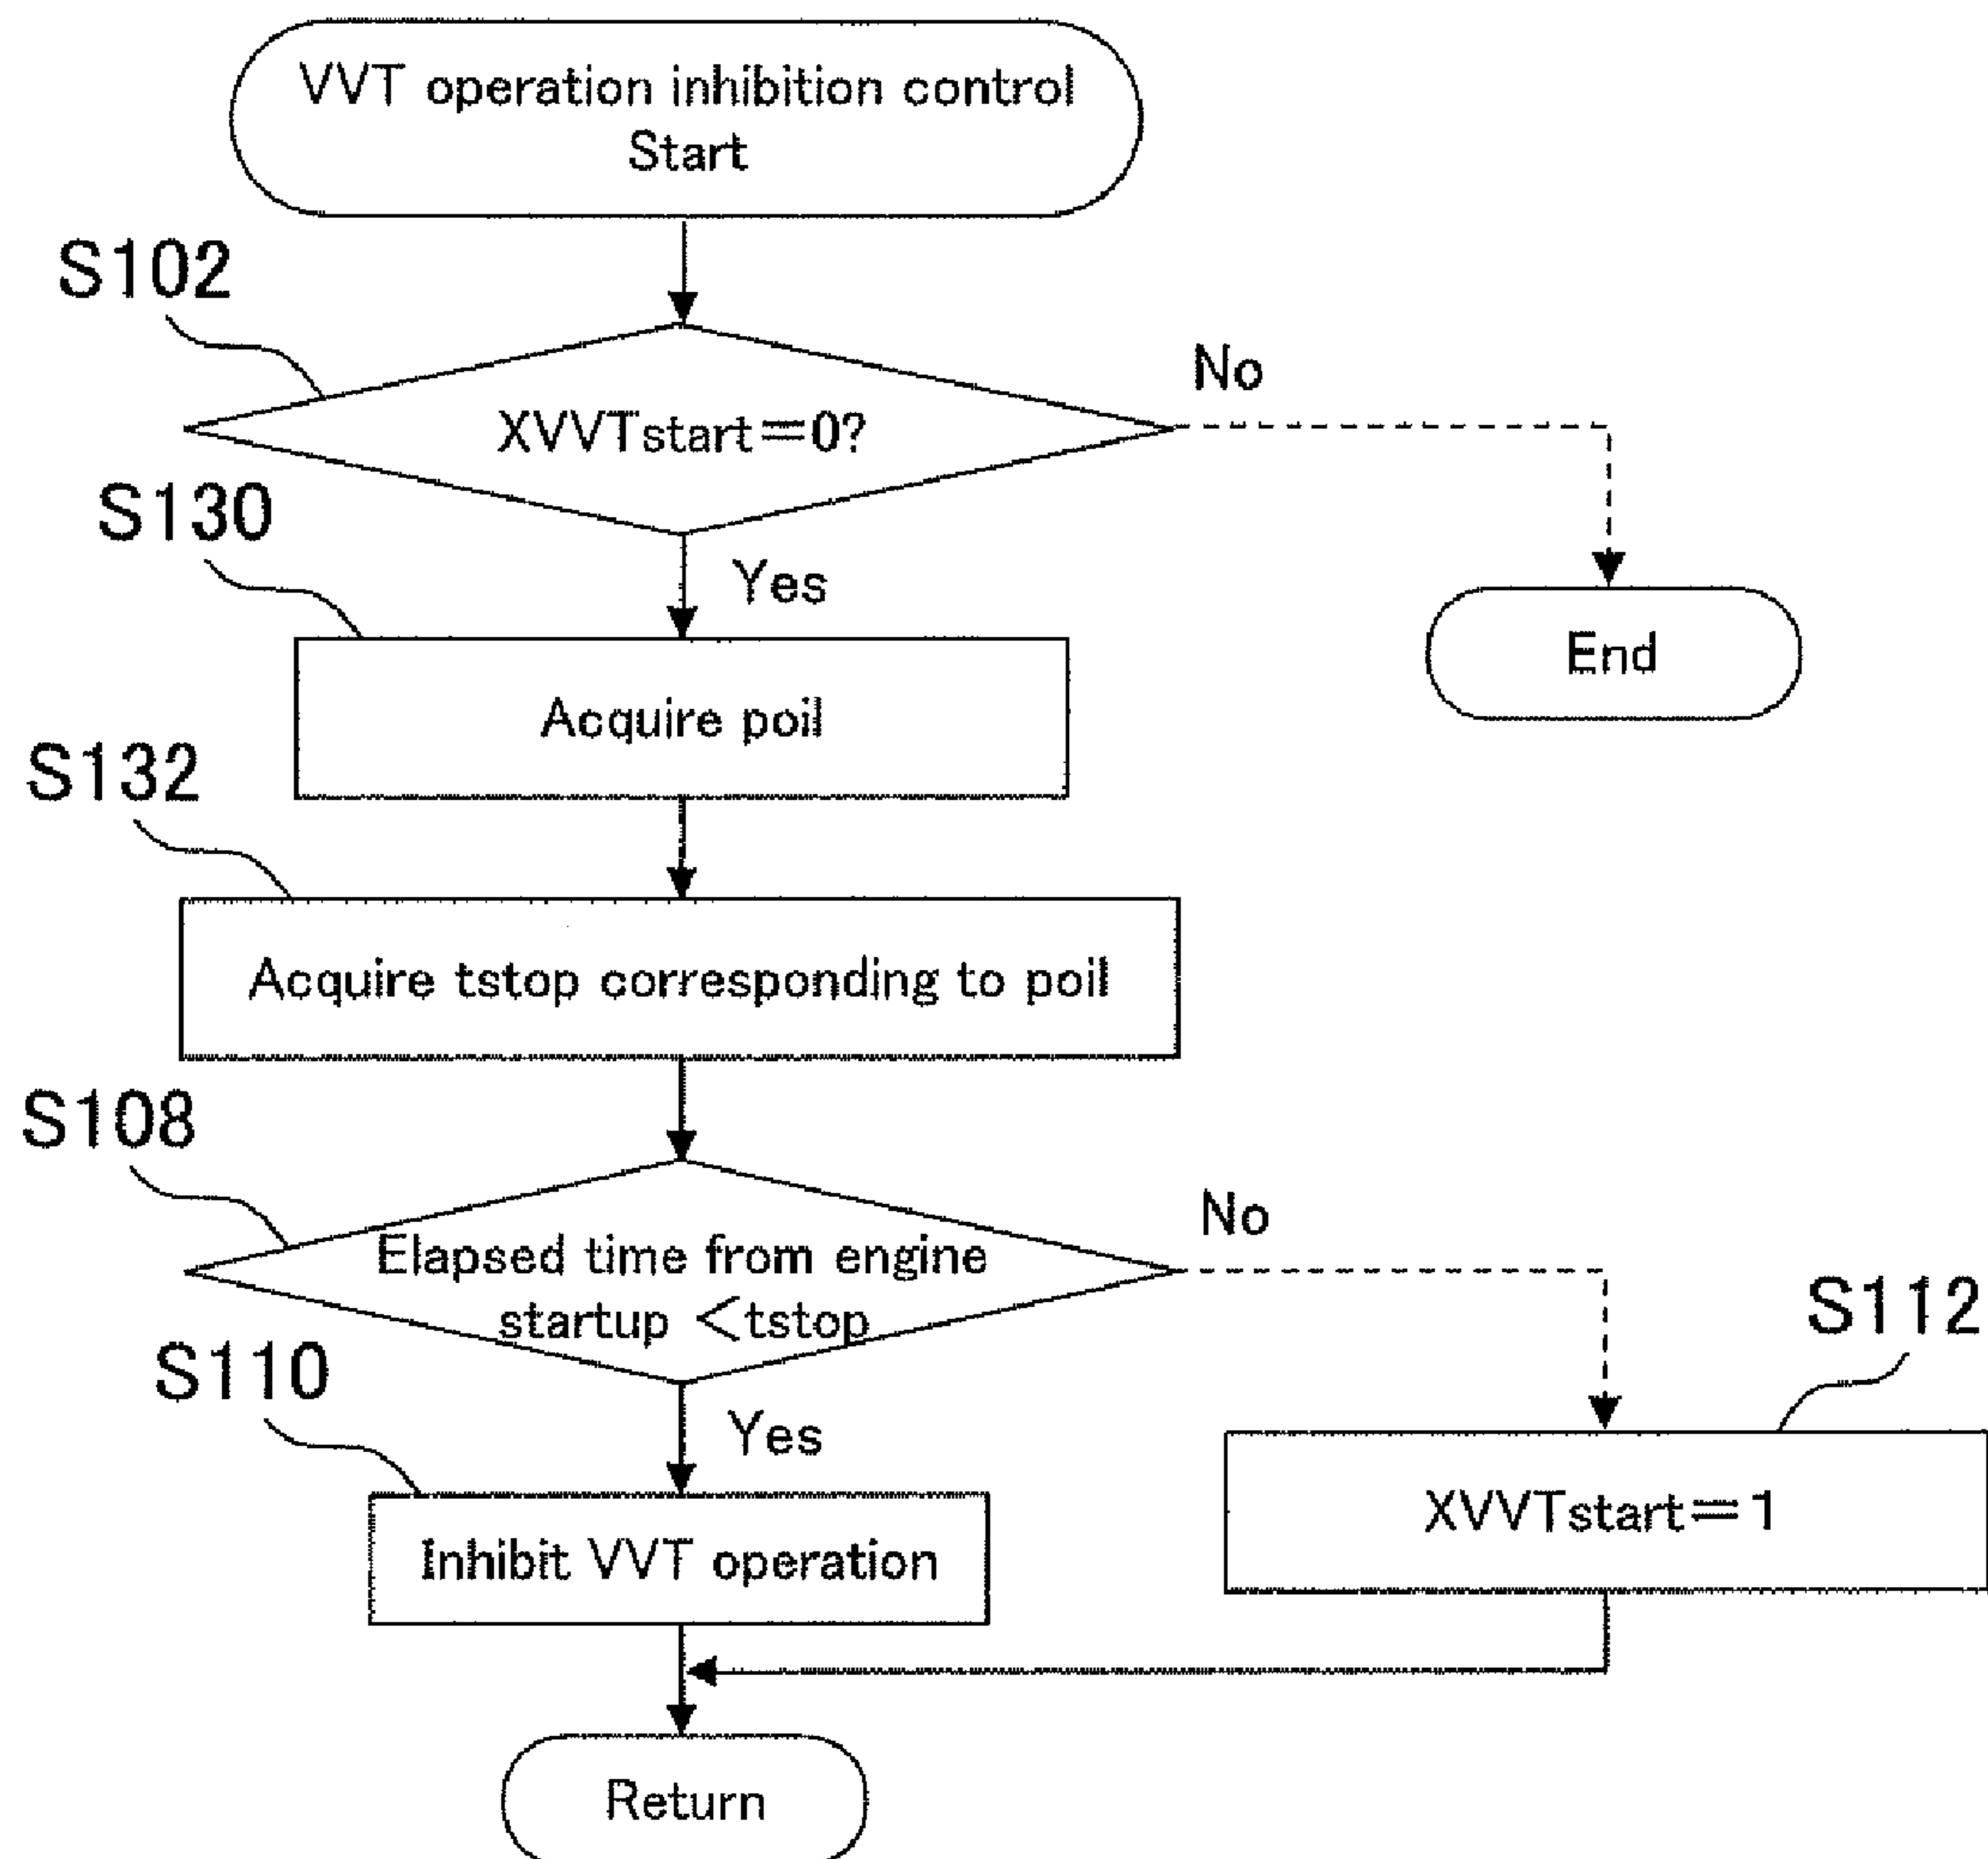 VVT operation inhibition control
Start
S102
XVVTstart=0?
No
S130
Yes
End
Acquire poil
S132
Acquire tstop corresponding to poil
S108
Elapsed time from engine
startup <tstop
No
S112
S110
Yes
XVVTstart=1
Inhibit VVT operation
Return